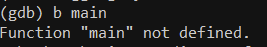 (gdb) b main
Function "main" not defined.